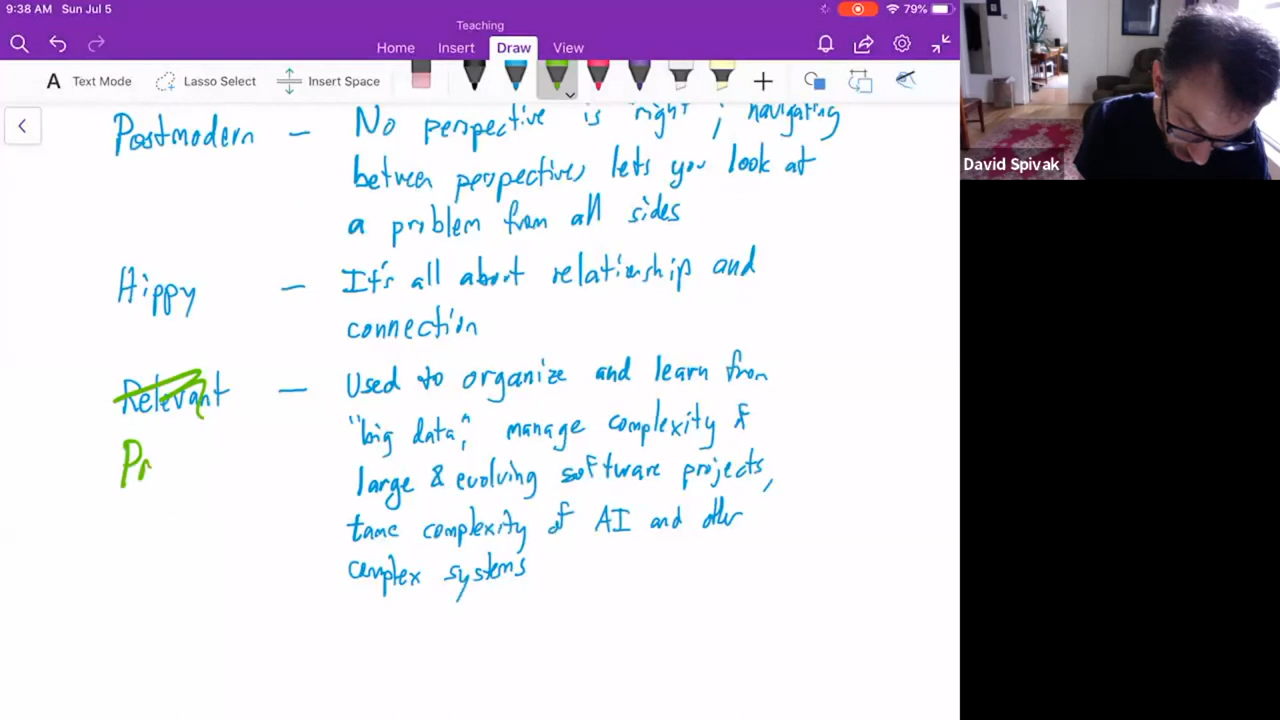 9:38 AM Sun Jul 5
79%
Teaching
Home Insert Draw View
Text Mode Lasso Select Insert Space
David Spivak
Postmodern — No perspective is "right"; navigating
between perspectives lets you look at
a problem from all sides
Hippy — It's all about relationship and
connection
Relevant — Used to organize and learn from
"big data," manage complexity of
Pr large & evolving software projects,
tame complexity of AI and other
complex systems